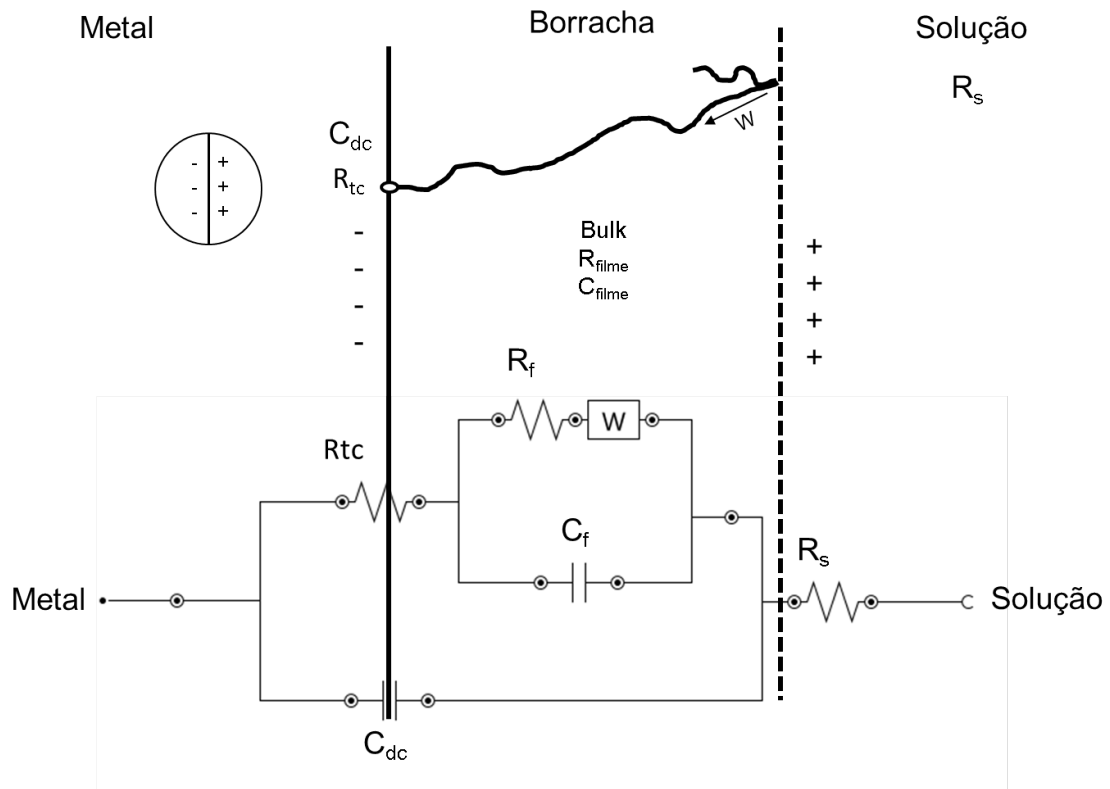 Metal
Borracha
Solução
Rs
W
Cdc
Rtc
- +
- +
- +
-
-
-
-
Bulk
Rfilme
Cfilme
+
+
+
+
Rf
W
Rtc
Cf
Rs
Metal
Solução
Cdc